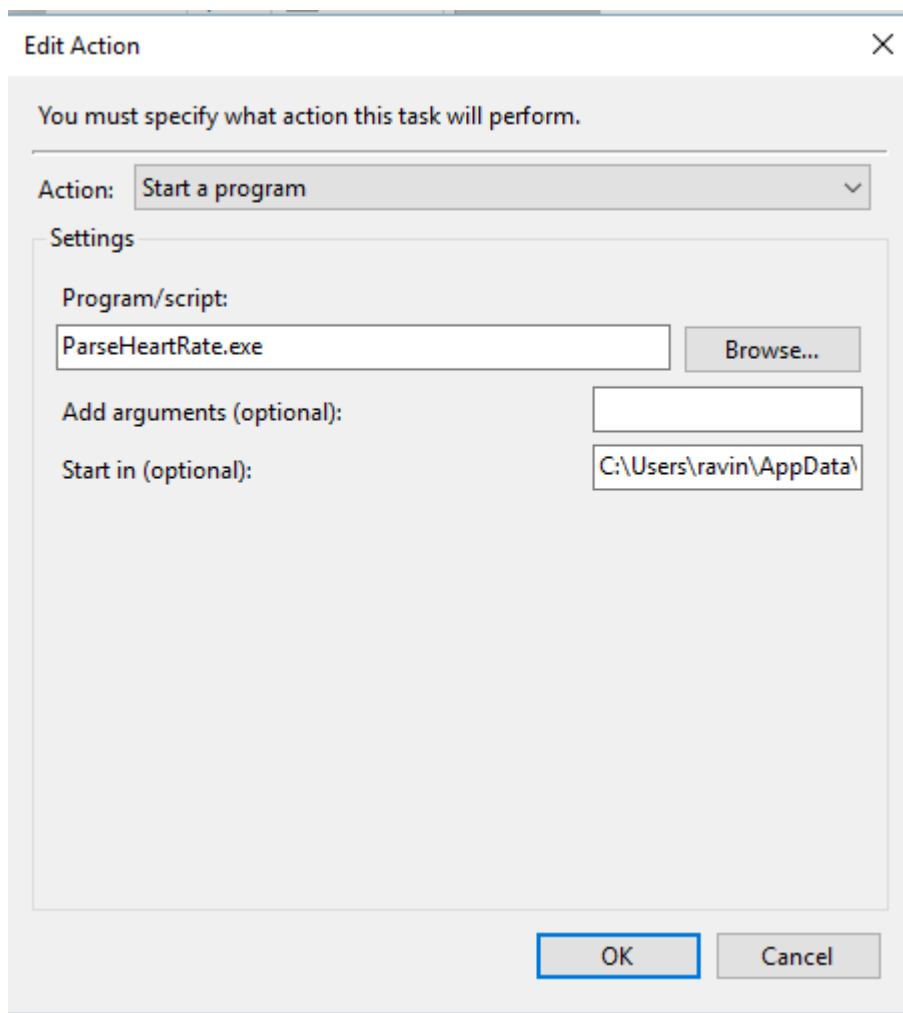 Edit Action
You must specify what action this task will perform.
Action: Start a program
Settings
Program/script:
ParseHeartRate.exe Browse...
Add arguments (optional):
Start in (optional): C:\Users\ravin\AppData\
OK Cancel